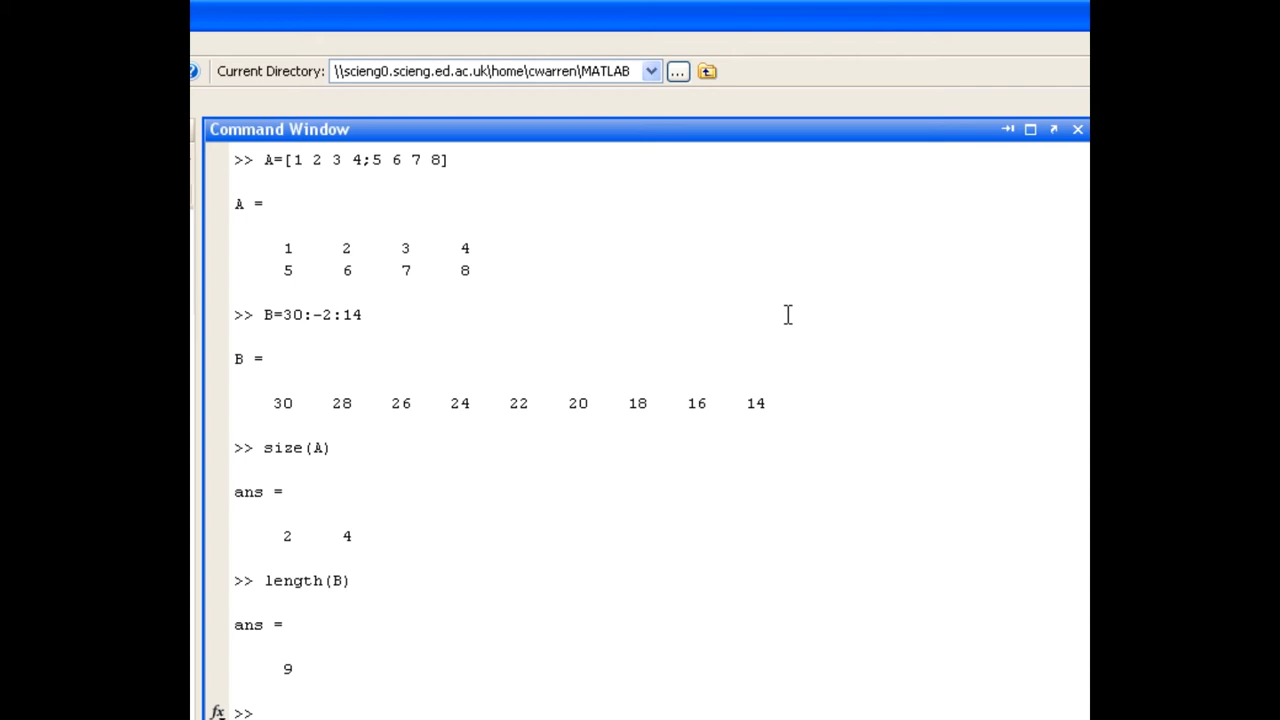 Current Directory: \\scieng0.scieng.ed.ac.uk\home\cwarren\MATLAB ...
Command Window
>> A=[1 2 3 4;5 6 7 8]
A =
1 2 3 4
5 6 7 8
>> B=30:-2:14
B =
30 28 26 24 22 20 18 16 14
>> size(A)
ans =
2 4
>> length(B)
ans =
9
fx >>